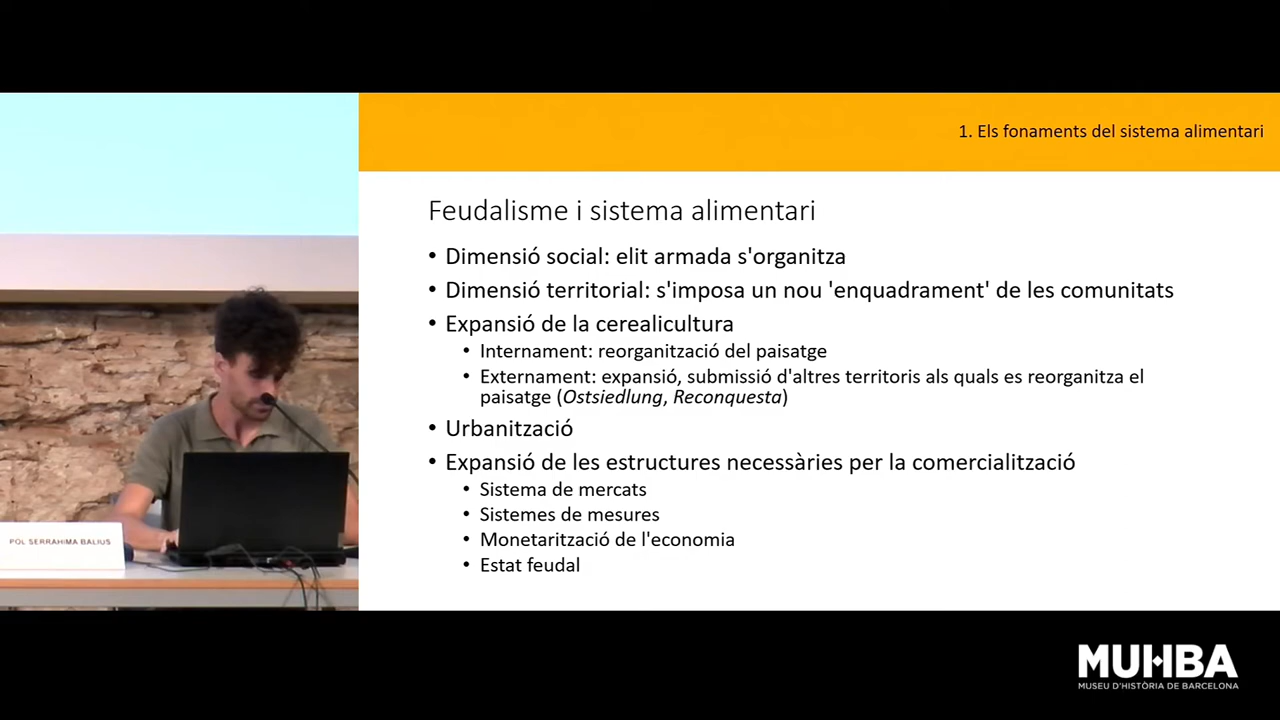 1. Els fonaments del sistema alimentari
Feudalisme i sistema alimentari
• Dimensió social: elit armada s'organitza
• Dimensió territorial: s'imposa un nou 'enquadrament' de les comunitats
• Expansió de la cerealicultura
• Internament: reorganització del paisatge
• Externament: expansió, submissió d'altres territoris als quals es reorganitza el
paisatge (Ostsiedlung, Reconquesta)
• Urbanització
• Expansió de les estructures necessàries per la comercialització
• Sistema de mercats
• Sistemes de mesures
• Monetarització de l'economia
• Estat feudal
POL SERRAHIMA BALIUS
MUHBA
MUSEU D'HISTÒRIA DE BARCELONA